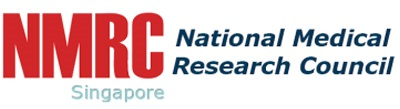 NMRC
Singapore
National Medical
Research Council